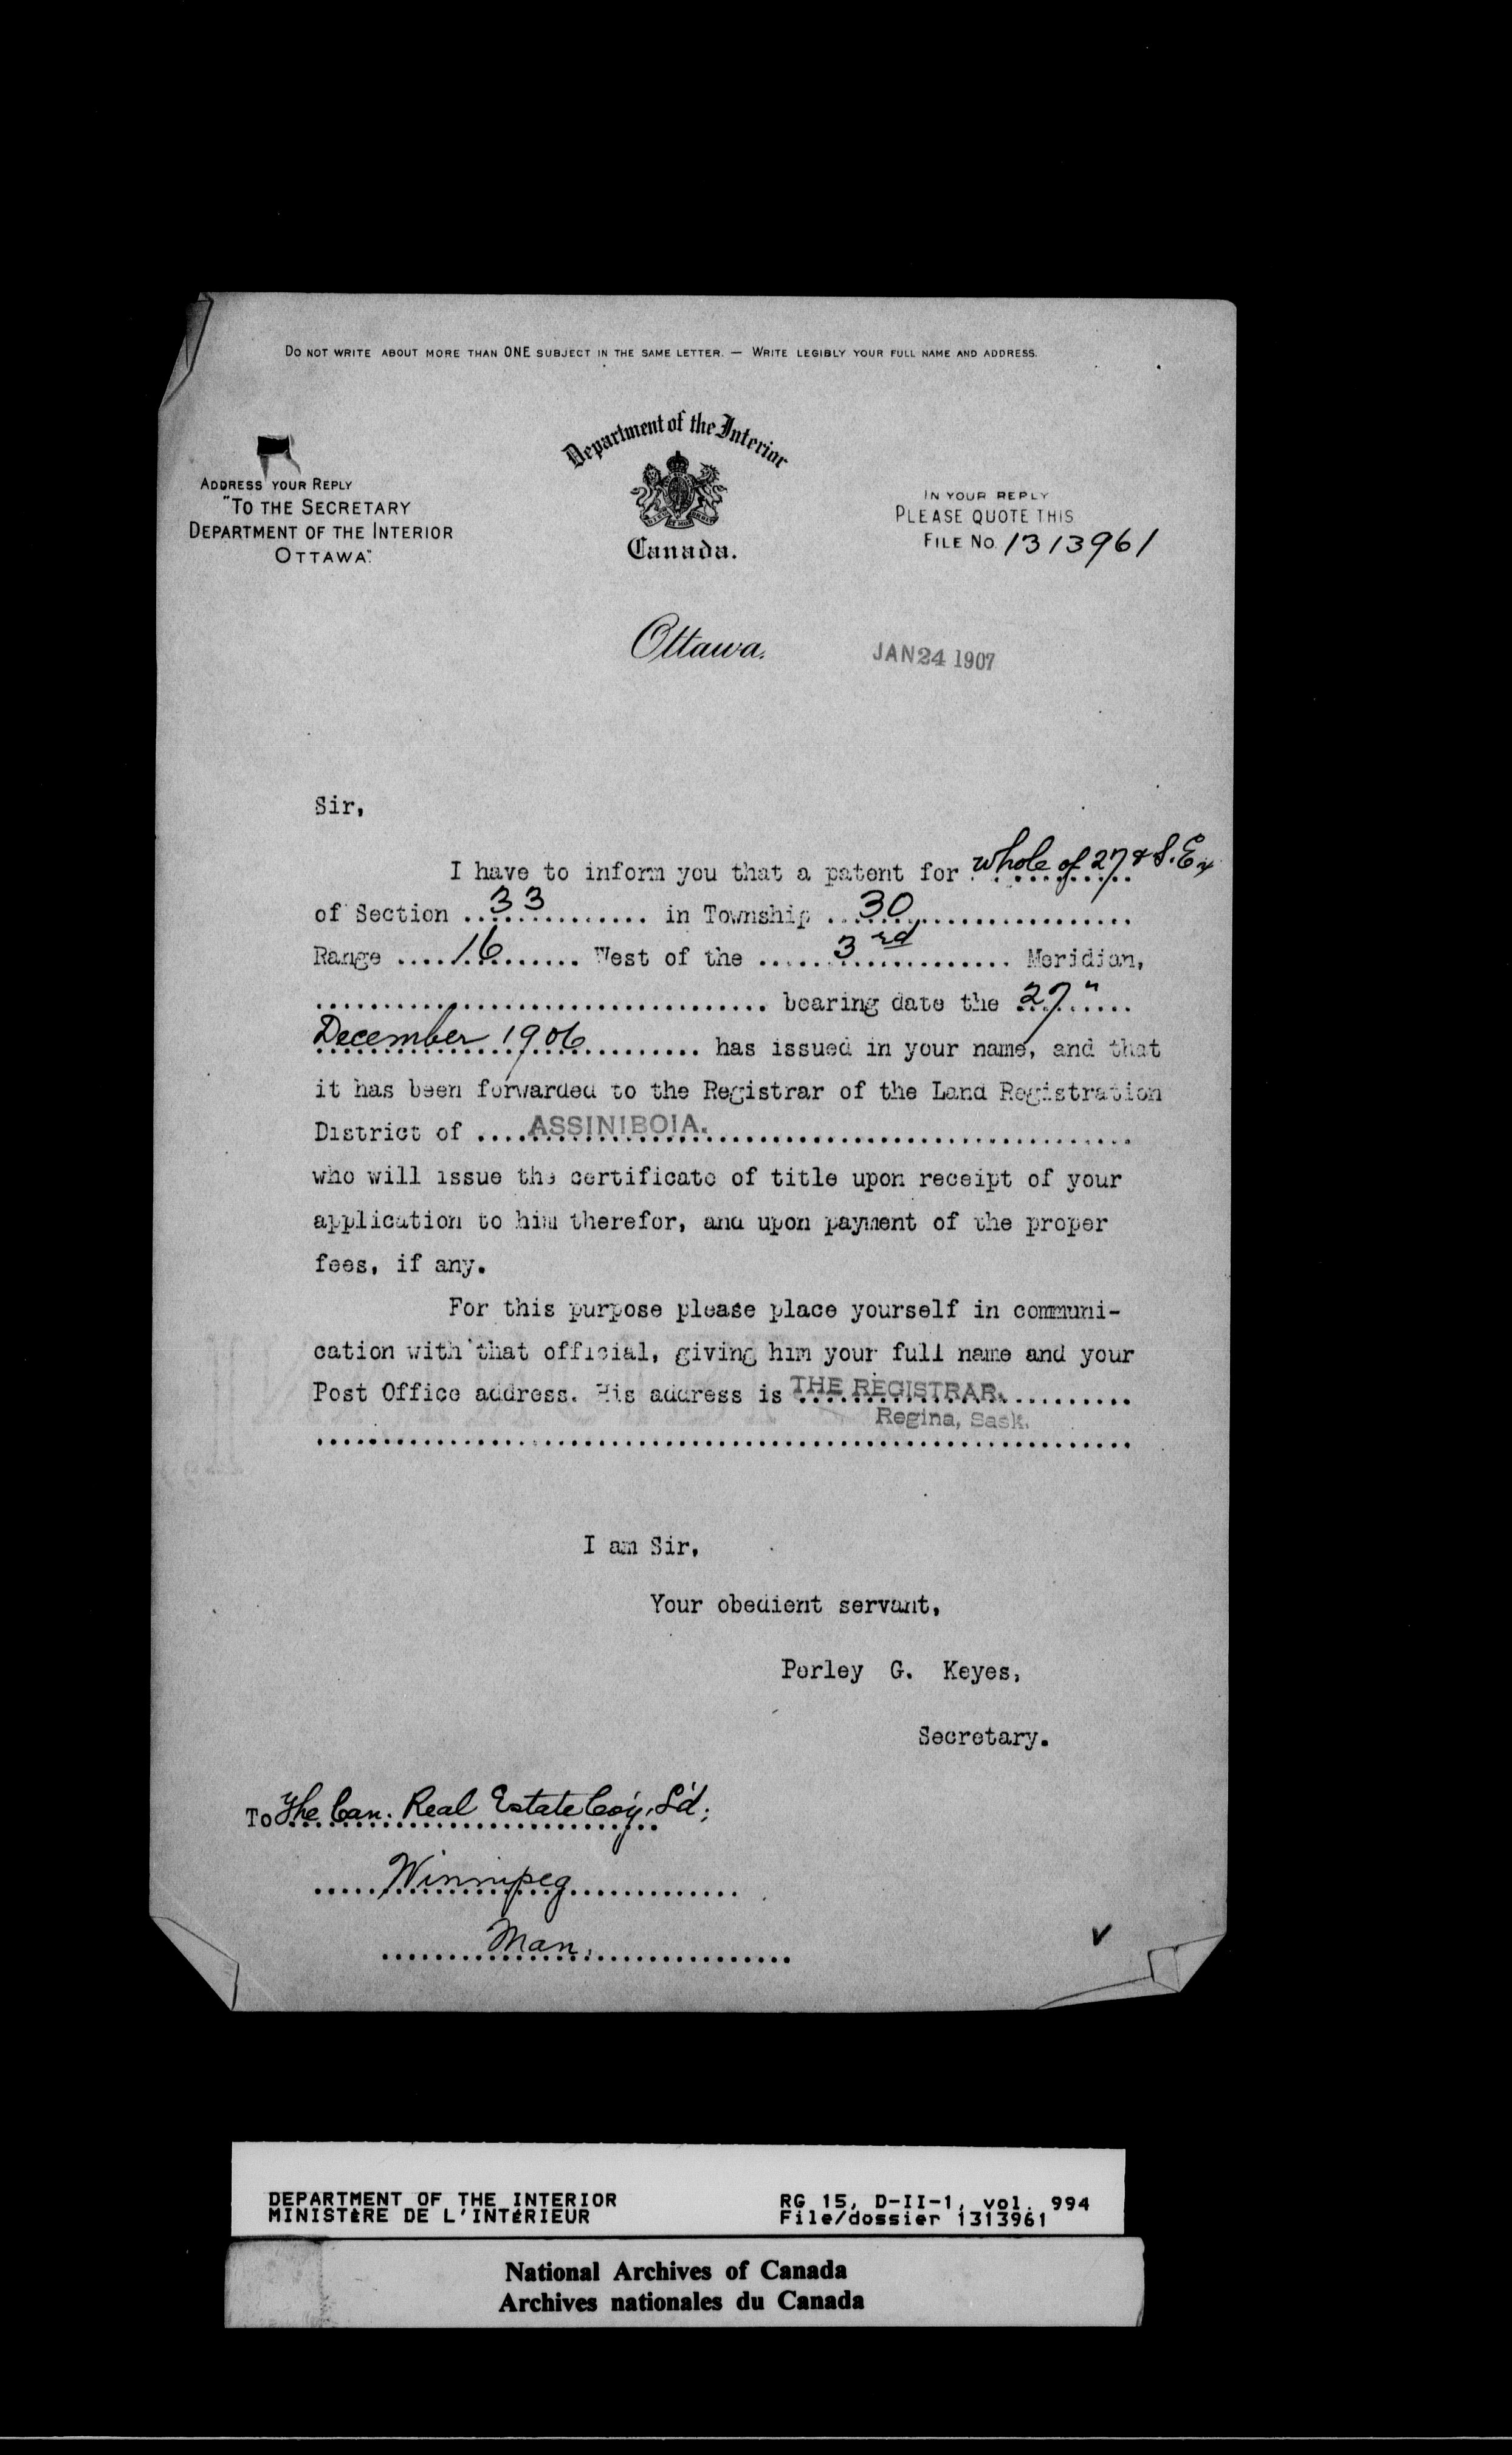 DO NOT WRITE ABOUT MORE THAN ONE SUBJECT IN THE SAME LETTER. — WRITE LEGIBLY YOUR FULL NAME AND ADDRESS.
Department of the Interior
Canada.
ADDRESS YOUR REPLY
"TO THE SECRETARY
DEPARTMENT OF THE INTERIOR
OTTAWA."
IN YOUR REPLY
PLEASE QUOTE THIS
FILE NO. 1313961
Ottawa. JAN 24 1907
Sir,
I have to inform you that a patent for whole of 27 & S.E¼
of Section ..33.............. in Township ..30......................
Range ....16........ West of the ......3rd.............. Meridian,
.................................. bearing date the 27"....
December 1906......... has issued in your name, and that
it has been forwarded to the Registrar of the Land Registration
District of ....ASSINIBOIA.................................
who will issue the certificate of title upon receipt of your
application to him therefor, and upon payment of the proper
fees, if any.
For this purpose please place yourself in communi-
cation with that official, giving him your full name and your
Post Office address. His address is THE REGISTRAR..........
Regina, Sask.
.............................................................
I am Sir,
Your obedient servant,
Perley G. Keyes,
Secretary.
To The Can. Real Estate Coy. L'd;
.....Winnipeg.............
........Man.................
DEPARTMENT OF THE INTERIOR
MINISTÈRE DE L'INTÉRIEUR
RG 15, D-II-1, vol. 994
File/dossier 1313961
National Archives of Canada
Archives nationales du Canada